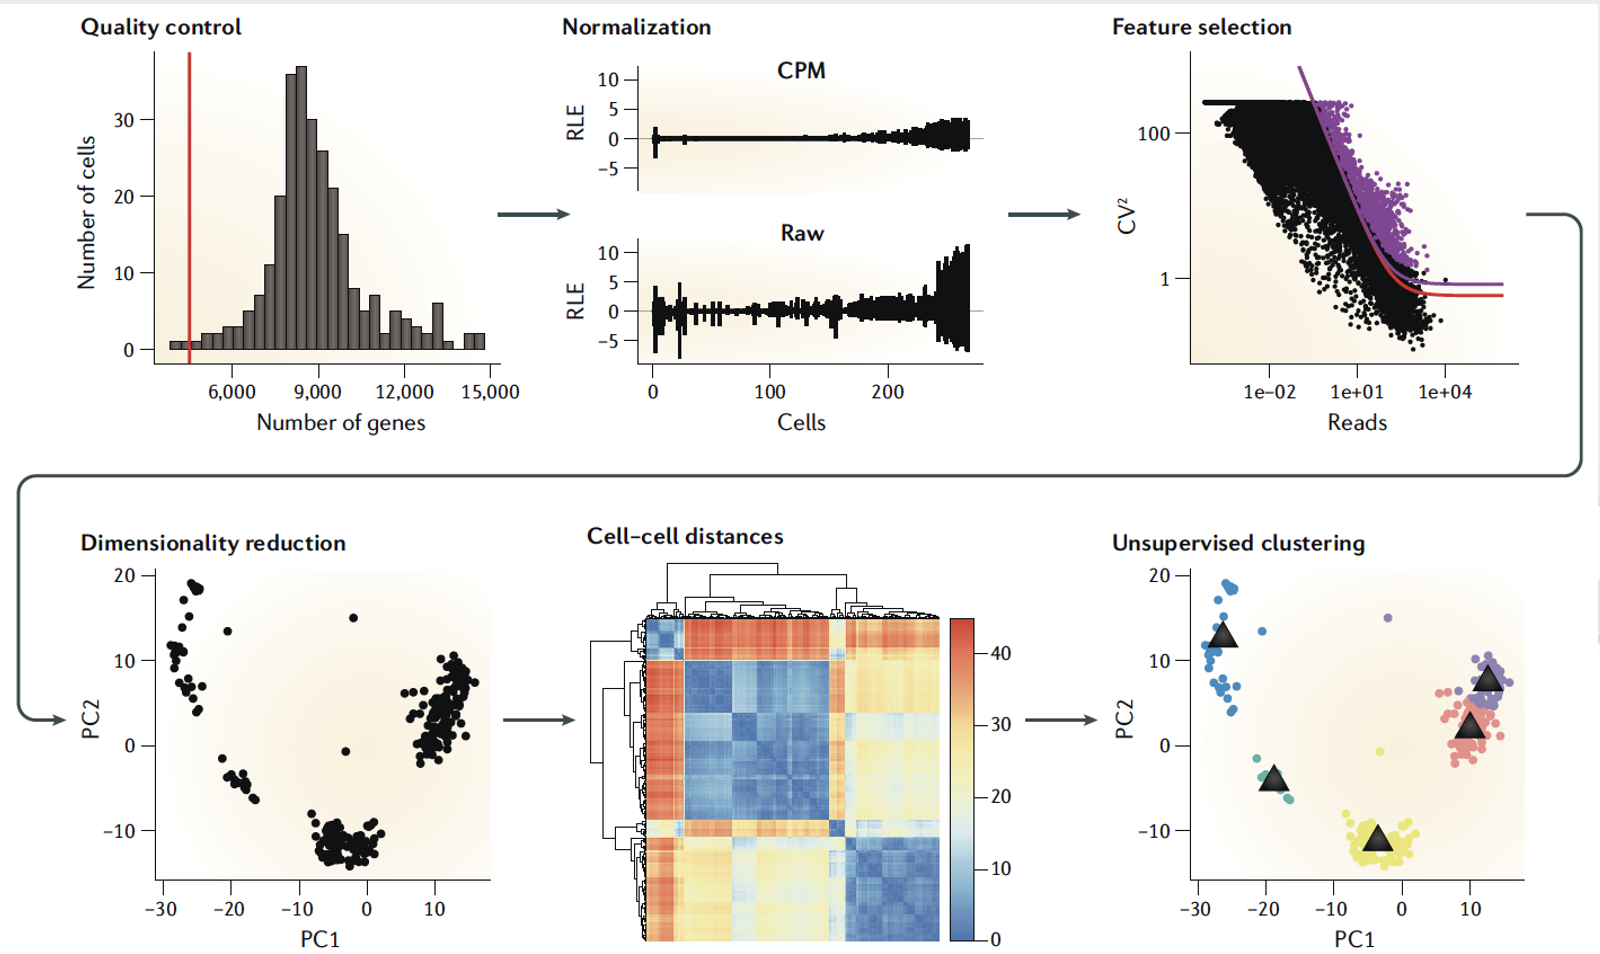 Quality control
Number of cells
30
20
10
0
6,000 9,000 12,000 15,000
Number of genes
Normalization
CPM
RLE
10
5
0
−5
Raw
RLE
10
5
0
−5
0 100 200
Cells
Feature selection
CV²
100
1
1e−02 1e+01 1e+04
Reads
Dimensionality reduction
PC2
20
10
0
−10
−30 −20 −10 0 10
PC1
Cell–cell distances
40
30
20
10
0
Unsupervised clustering
PC2
20
10
0
−10
−30 −20 −10 0 10
PC1